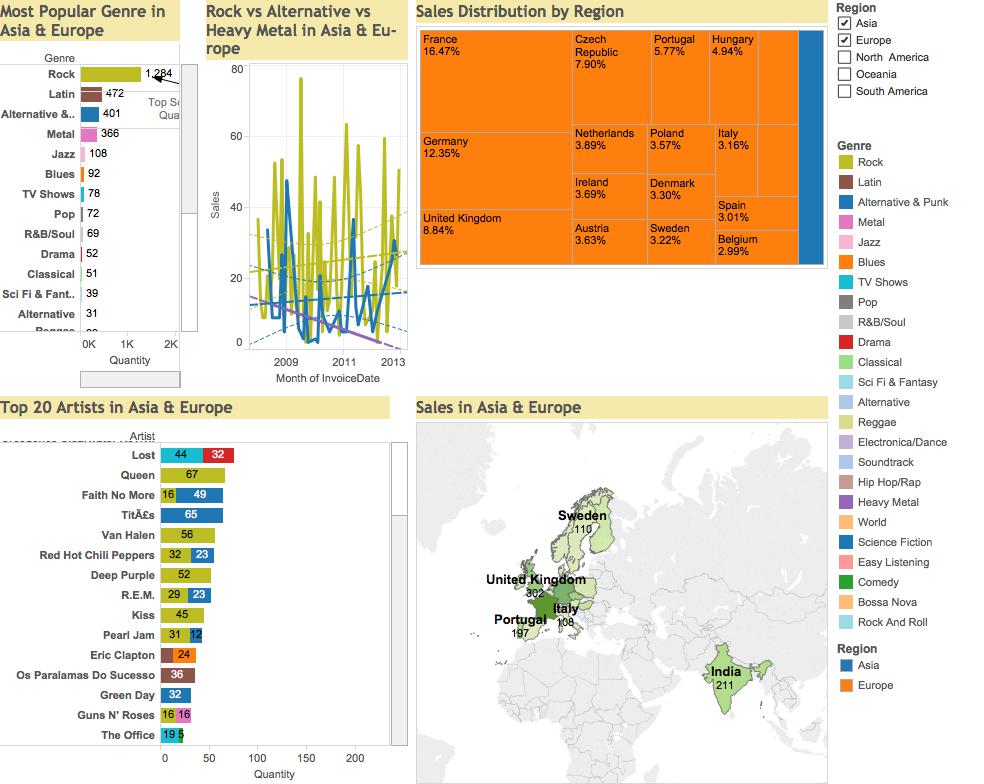 Most Popular Genre in
Asia & Europe
Genre
Rock 1,284
Latin 472
Alternative &.. 401
Metal 366
Jazz 108
Blues 92
TV Shows 78
Pop 72
R&B/Soul 69
Drama 52
Classical 51
Sci Fi & Fant.. 39
Alternative 31
Reggae
Top Se
Qua
0K 1K 2K
Quantity
Rock vs Alternative vs
Heavy Metal in Asia & Eu-
rope
80
60
40
20
0
Sales
2009 2011 2013
Month of InvoiceDate
Sales Distribution by Region
France
16.47%
Germany
12.35%
United Kingdom
8.84%
Czech
Republic
7.90%
Portugal
5.77%
Hungary
4.94%
Netherlands
3.89%
Poland
3.57%
Italy
3.16%
Ireland
3.69%
Denmark
3.30%
Spain
3.01%
Austria
3.63%
Sweden
3.22%
Belgium
2.99%
Region
Asia
Europe
North America
Oceania
South America
Genre
Rock
Latin
Alternative & Punk
Metal
Jazz
Blues
TV Shows
Pop
R&B/Soul
Drama
Classical
Sci Fi & Fantasy
Alternative
Reggae
Electronica/Dance
Soundtrack
Hip Hop/Rap
Heavy Metal
World
Science Fiction
Easy Listening
Comedy
Bossa Nova
Rock And Roll
Region
Asia
Europe
Top 20 Artists in Asia & Europe
Artist
Lost 44 32
Queen 67
Faith No More 16 49
TitÃ£s 65
Van Halen 56
Red Hot Chili Peppers 32 23
Deep Purple 52
R.E.M. 29 23
Kiss 45
Pearl Jam 31 12
Eric Clapton 24
Os Paralamas Do Sucesso 36
Green Day 32
Guns N' Roses 16 16
The Office 19 5
0 50 100 150 200
Quantity
Sales in Asia & Europe
Sweden
110
United Kingdom
302
Italy
108
Portugal
197
India
211